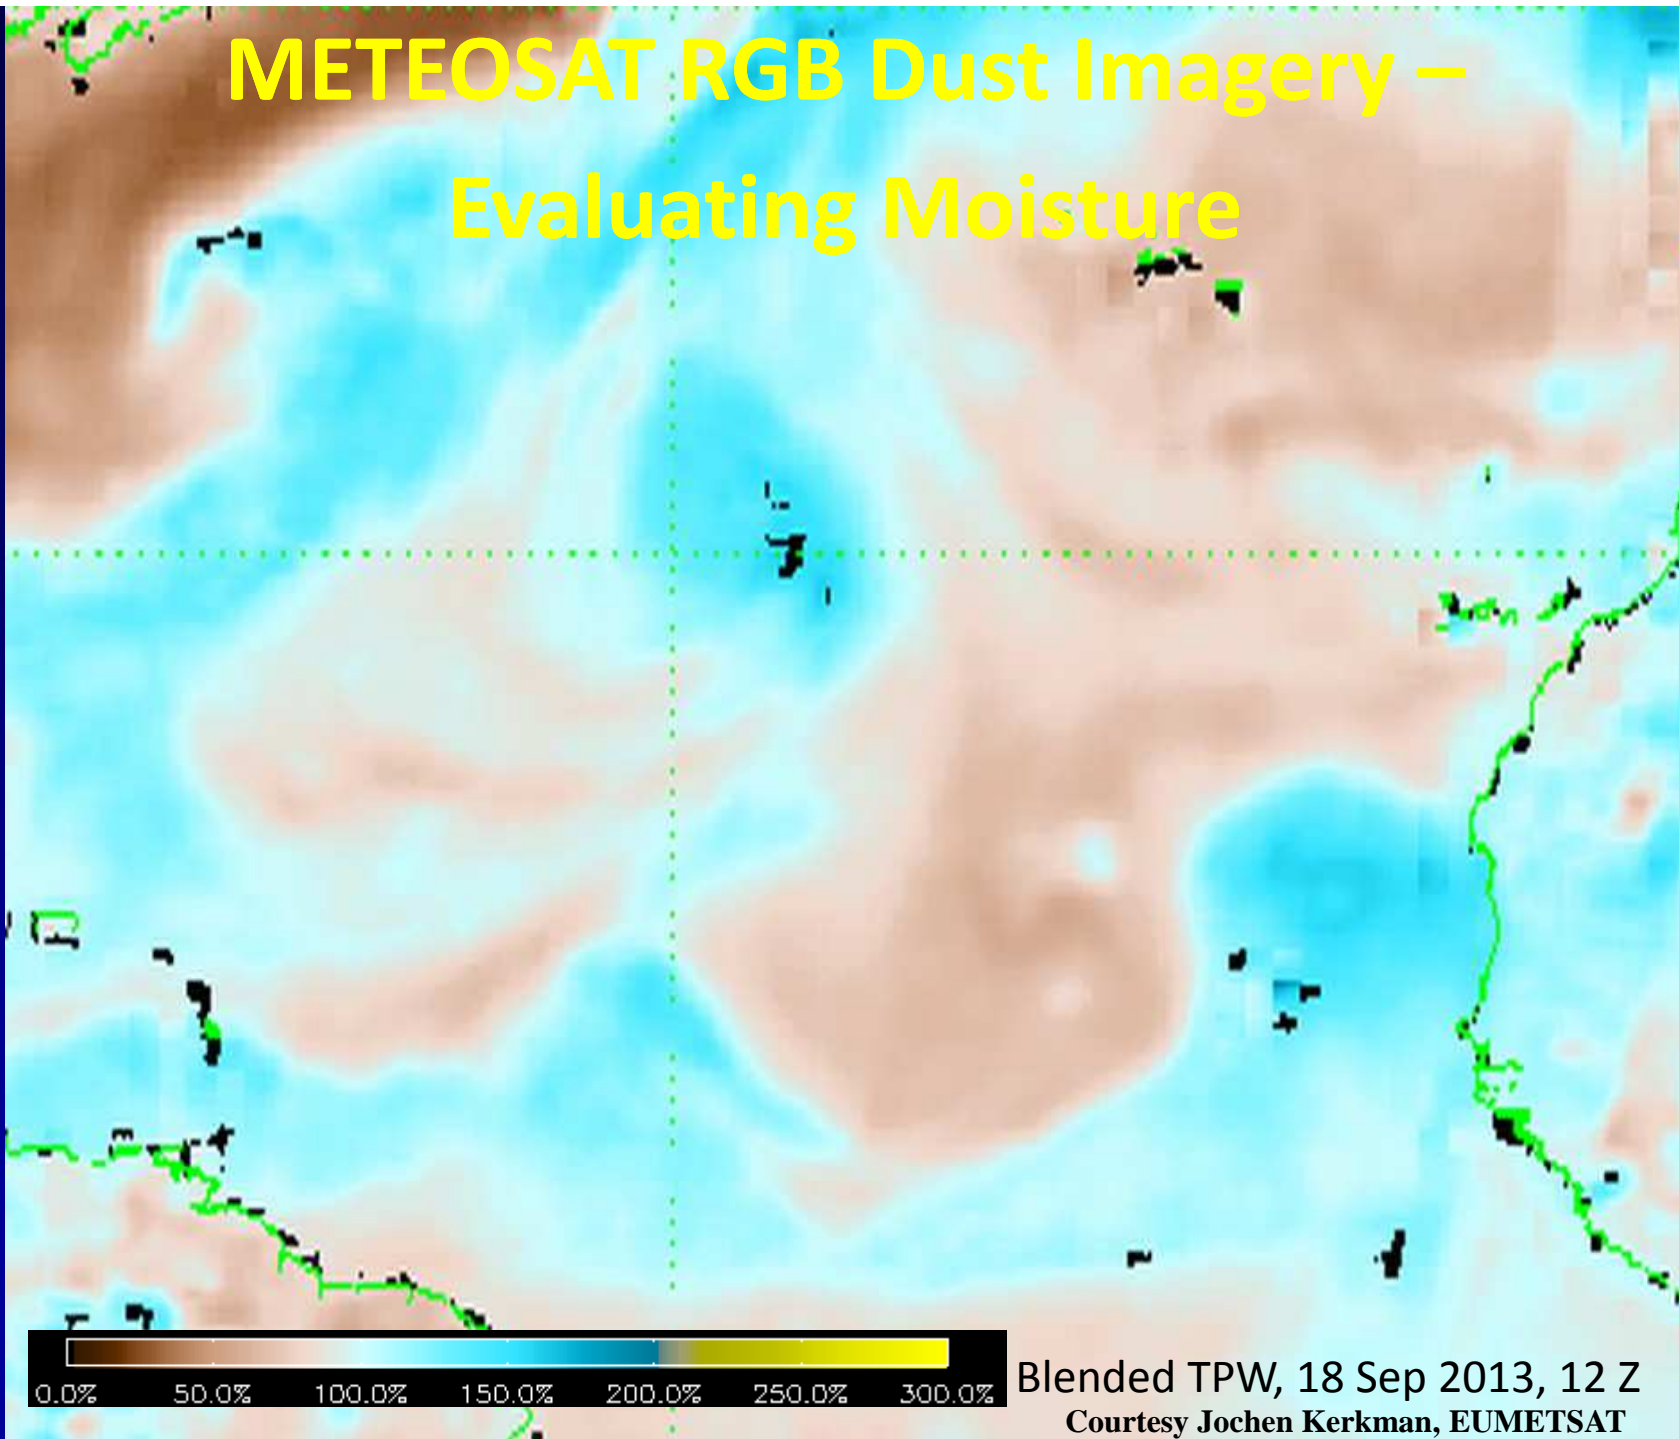 METEOSAT RGB Dust Imagery –
Evaluating Moisture
0.0% 50.0% 100.0% 150.0% 200.0% 250.0% 300.0%
Blended TPW, 18 Sep 2013, 12 Z
Courtesy Jochen Kerkman, EUMETSAT